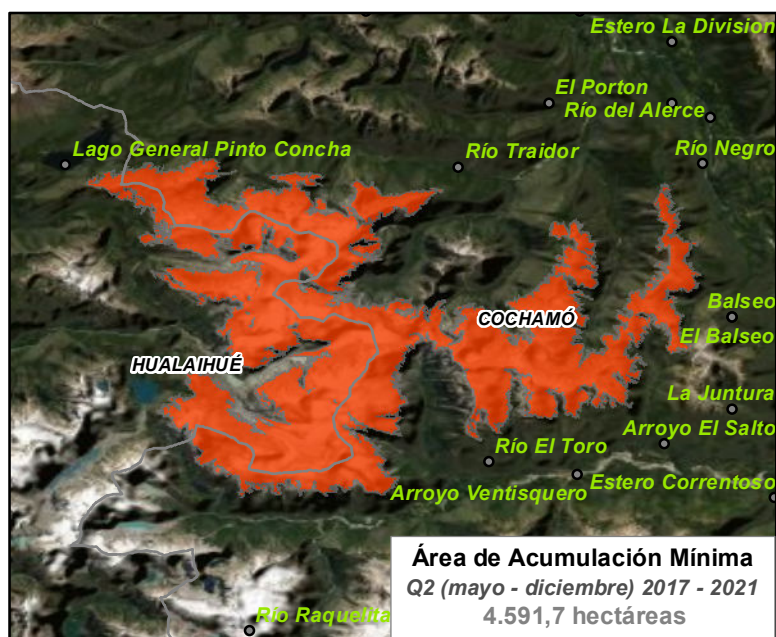 Estero La Division
El Porton
Río del Alerce
Lago General Pinto Concha
Río Traidor
Río Negro
Balseo
COCHAMÓ
El Balseo
HUALAIHUÉ
La Juntura
Arroyo El Salto
Río El Toro
Estero Correntoso
Arroyo Ventisquero
Área de Acumulación Mínima
Q2 (mayo - diciembre) 2017 - 2021
4.591,7 hectáreas
Rio Raquelita